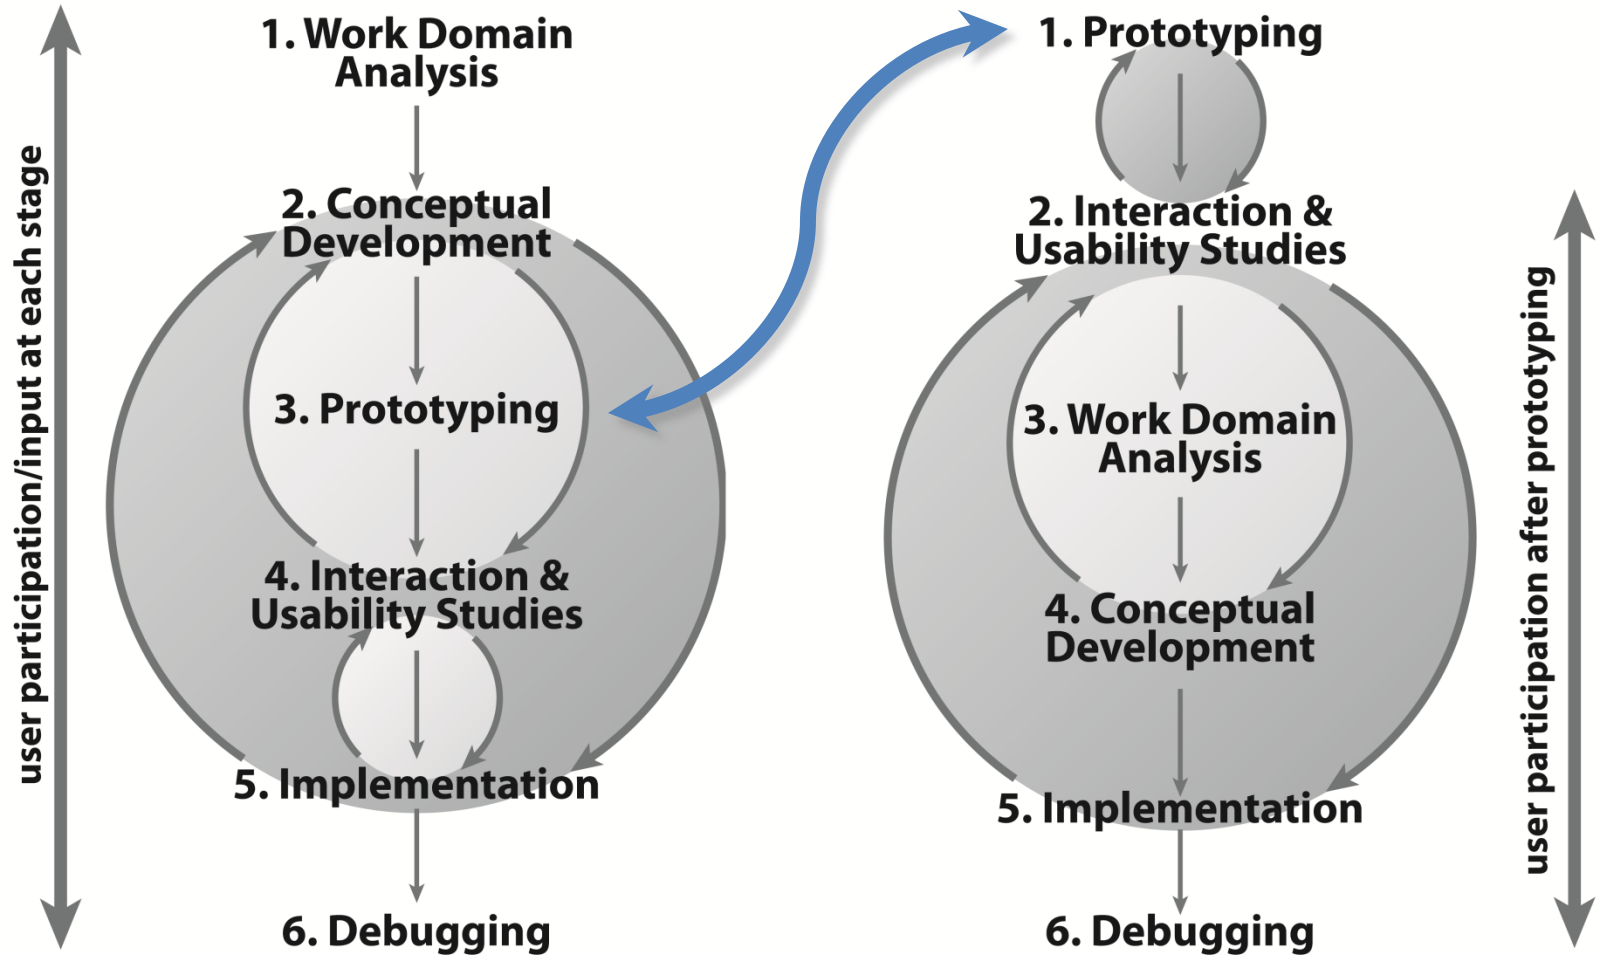 user participation/input at each stage
1. Work Domain
Analysis
2. Conceptual
Development
3. Prototyping
4. Interaction &
Usability Studies
5. Implementation
6. Debugging
1. Prototyping
2. Interaction &
Usability Studies
3. Work Domain
Analysis
4. Conceptual
Development
5. Implementation
6. Debugging
user participation after prototyping